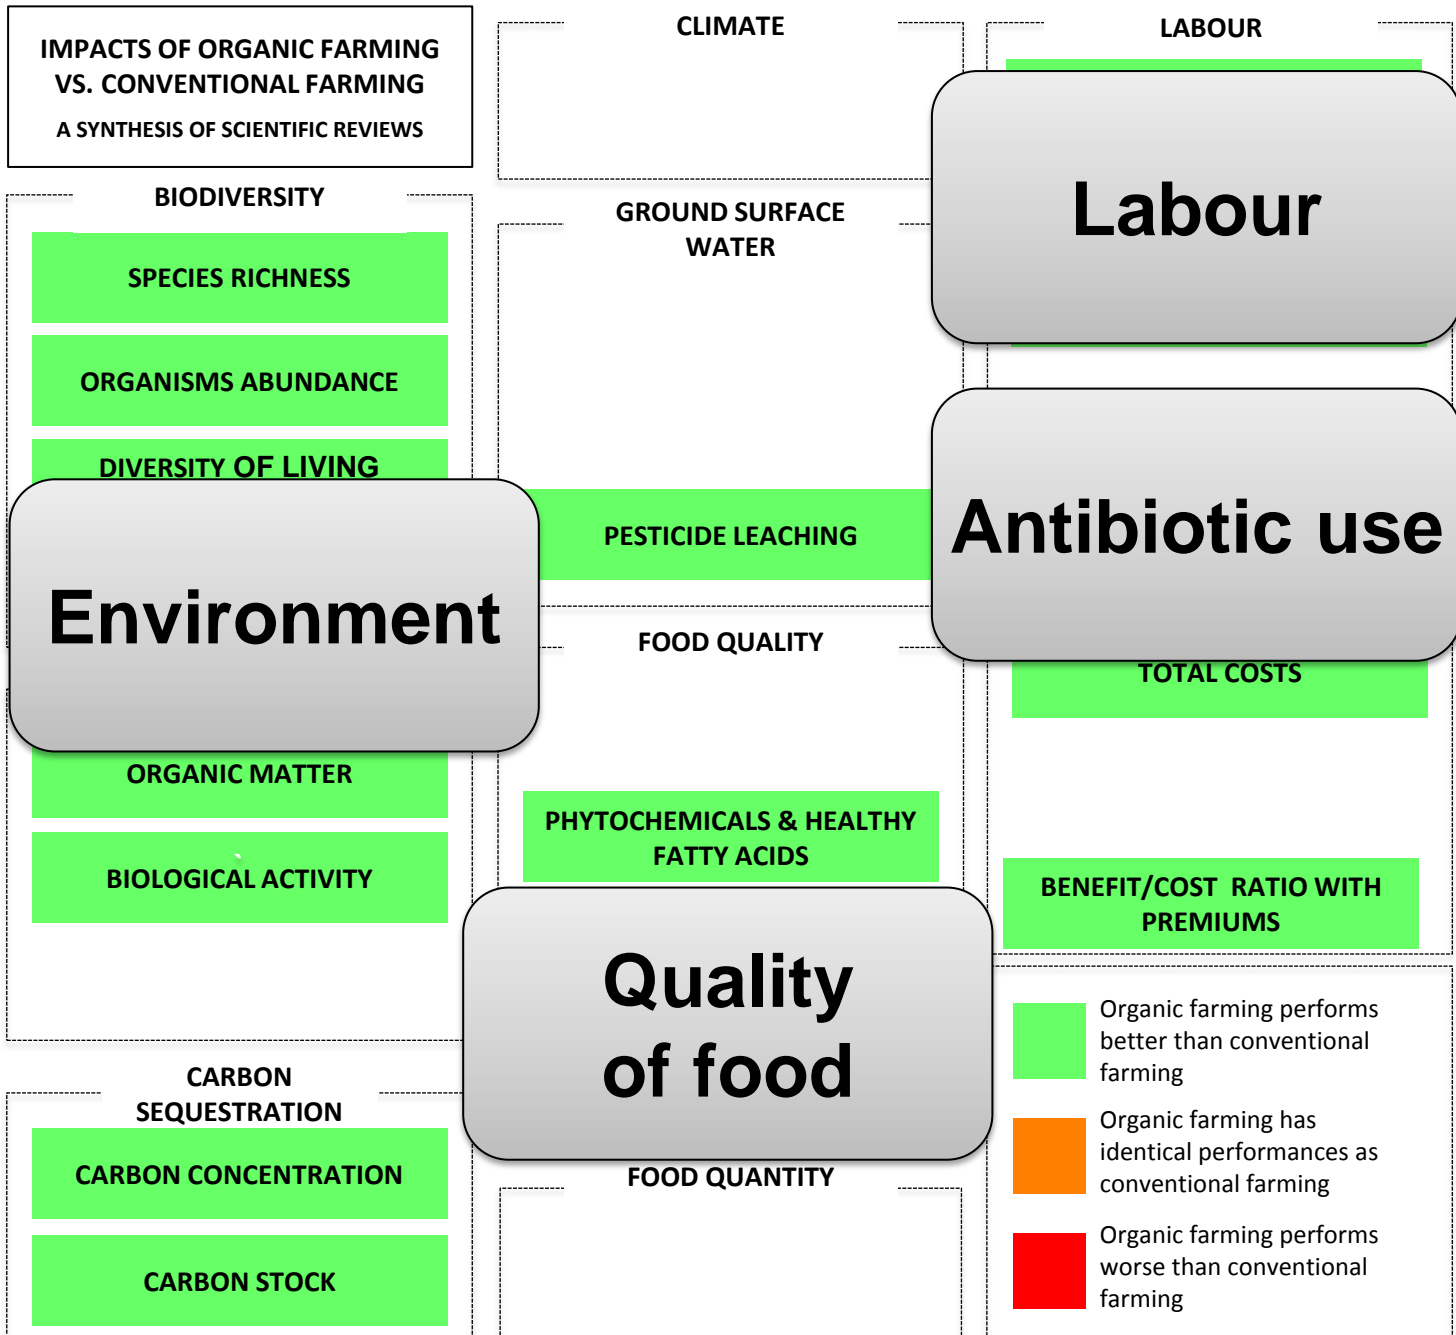 IMPACTS OF ORGANIC FARMING
VS. CONVENTIONAL FARMING
A SYNTHESIS OF SCIENTIFIC REVIEWS
BIODIVERSITY
SPECIES RICHNESS
ORGANISMS ABUNDANCE
DIVERSITY OF LIVING
Environment
ORGANIC MATTER
BIOLOGICAL ACTIVITY
CARBON
SEQUESTRATION
CARBON CONCENTRATION
CARBON STOCK
CLIMATE
GROUND SURFACE
WATER
PESTICIDE LEACHING
FOOD QUALITY
PHYTOCHEMICALS & HEALTHY
FATTY ACIDS
Quality
of food
FOOD QUANTITY
LABOUR
Labour
Antibiotic use
TOTAL COSTS
BENEFIT/COST RATIO WITH
PREMIUMS
Organic farming performs
better than conventional
farming
Organic farming has
identical performances as
conventional farming
Organic farming performs
worse than conventional
farming